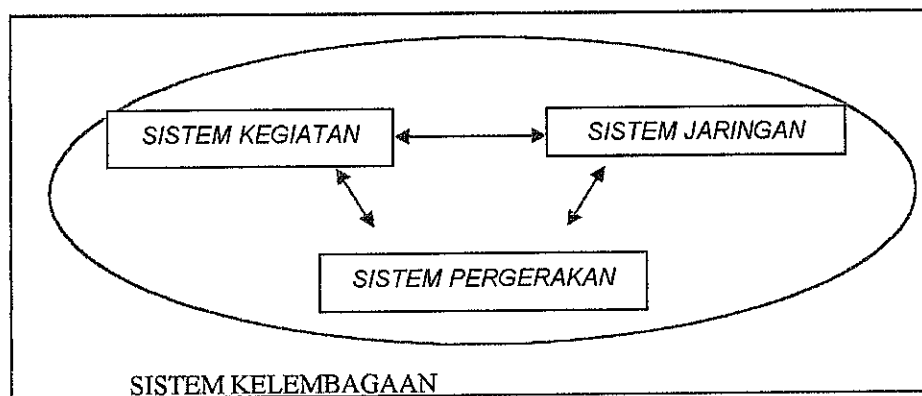 SISTEM KEGIATAN
SISTEM JARINGAN
SISTEM PERGERAKAN
SISTEM KELEMBAGAAN